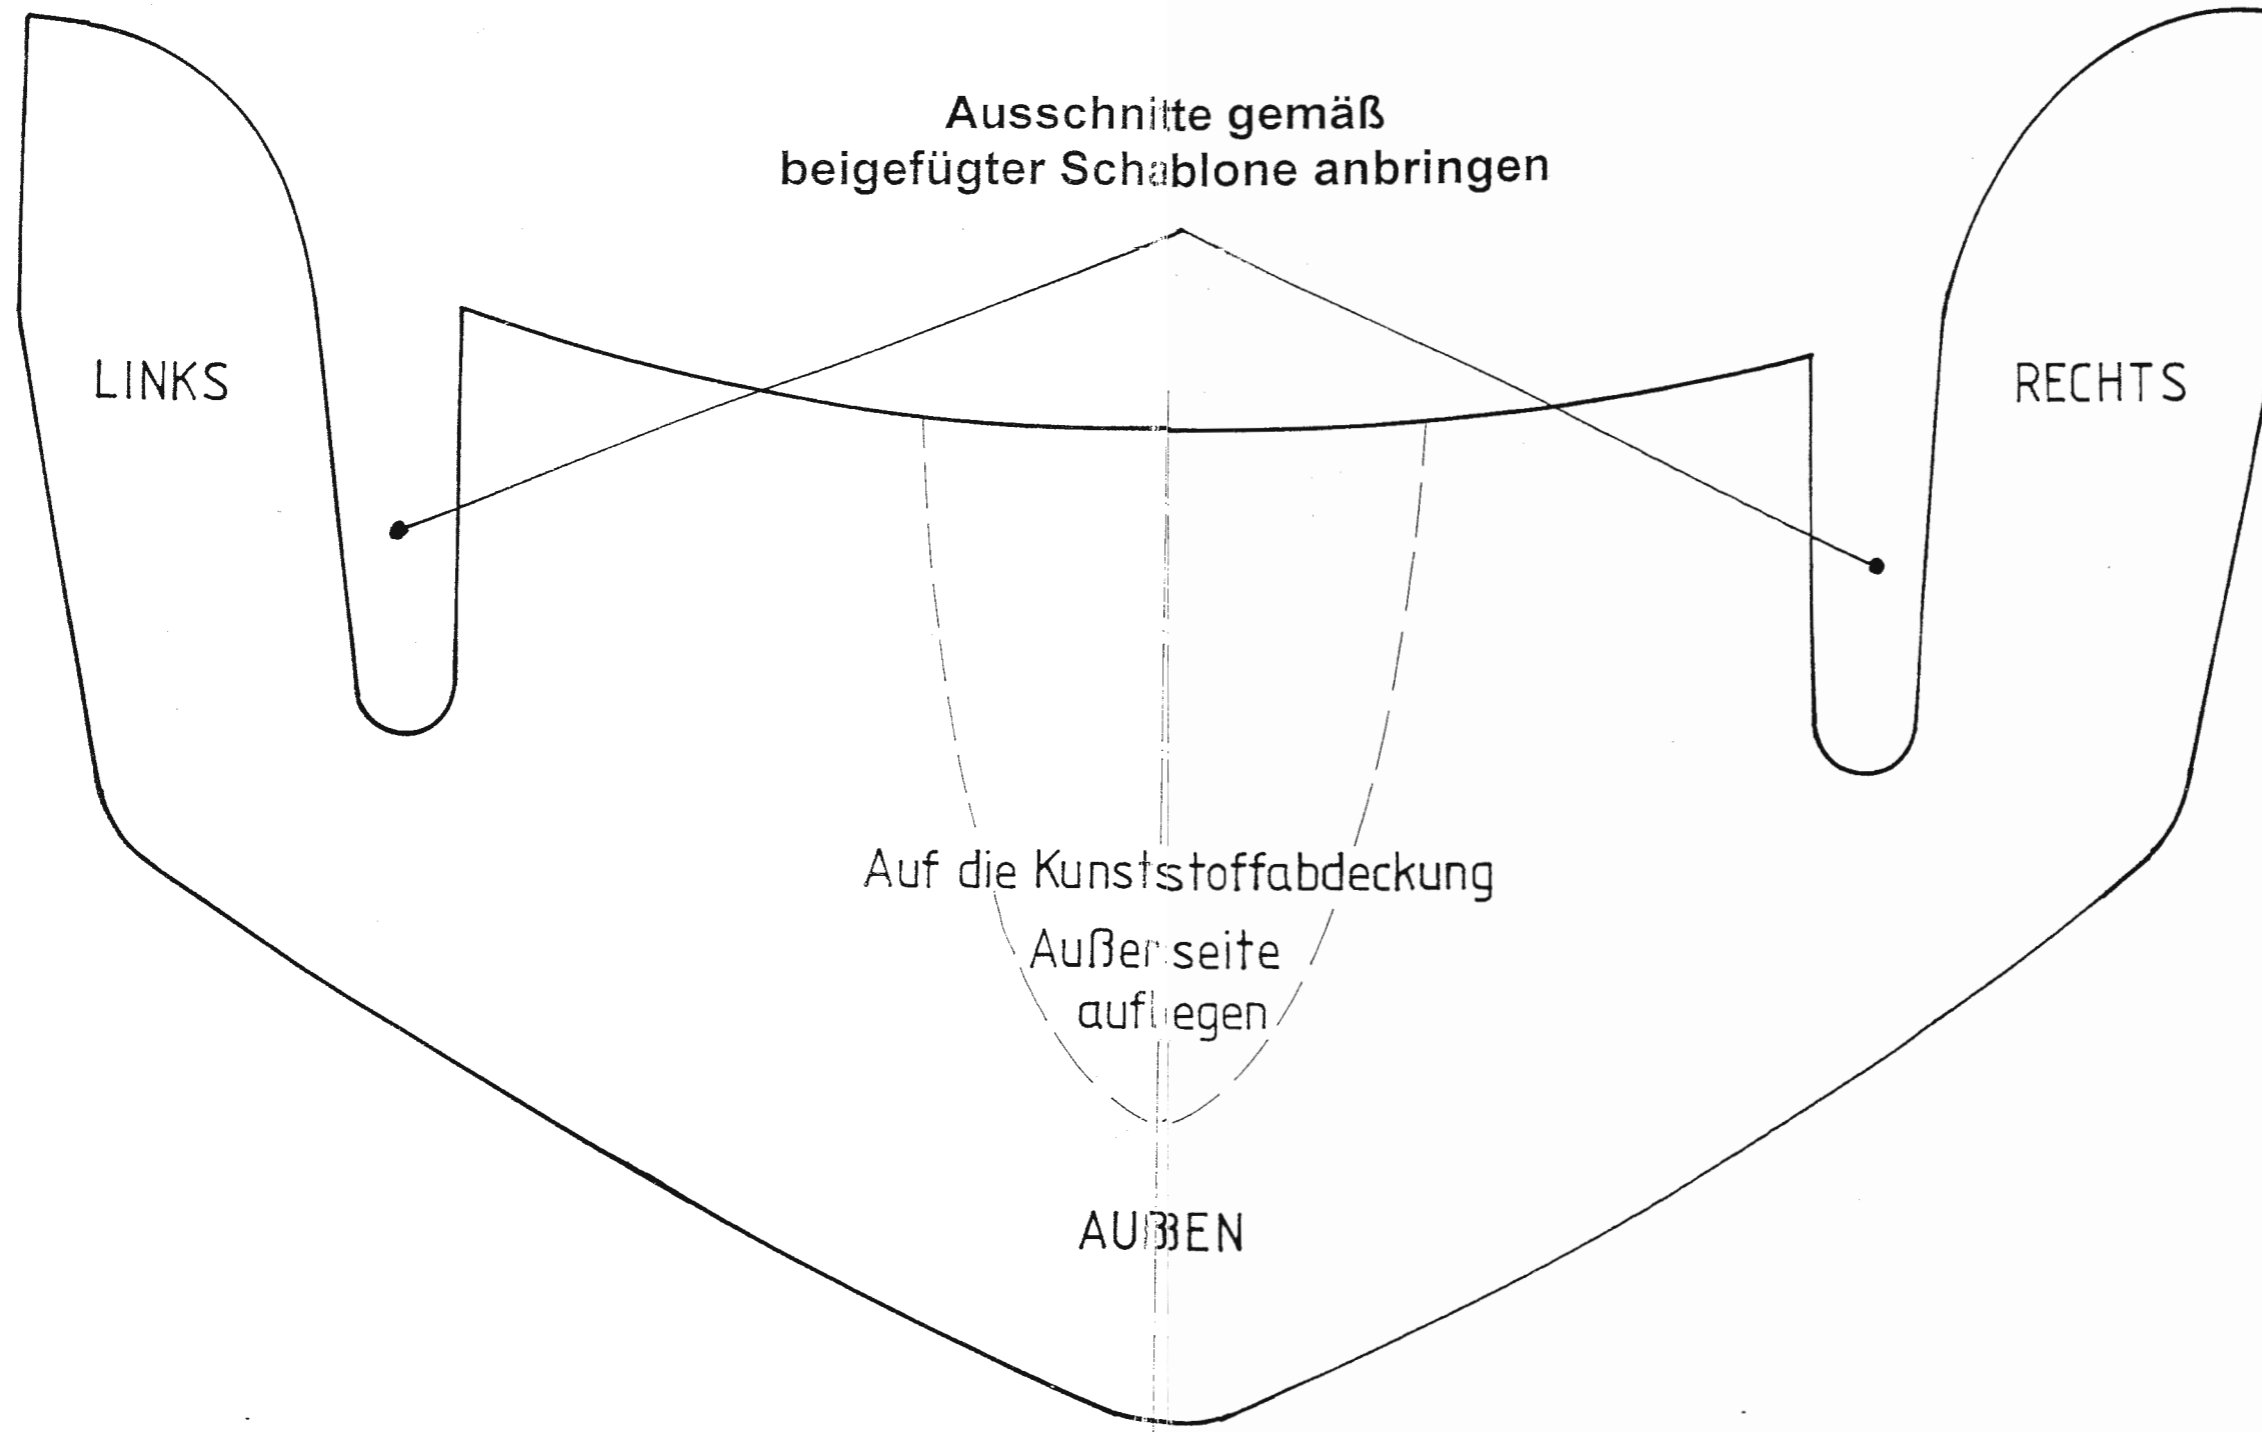 Ausschnitte gemäß
beigefügter Schablone anbringen
LINKS
RECHTS
Auf die Kunststoffabdeckung
Außenseite
auflegen
AUßEN